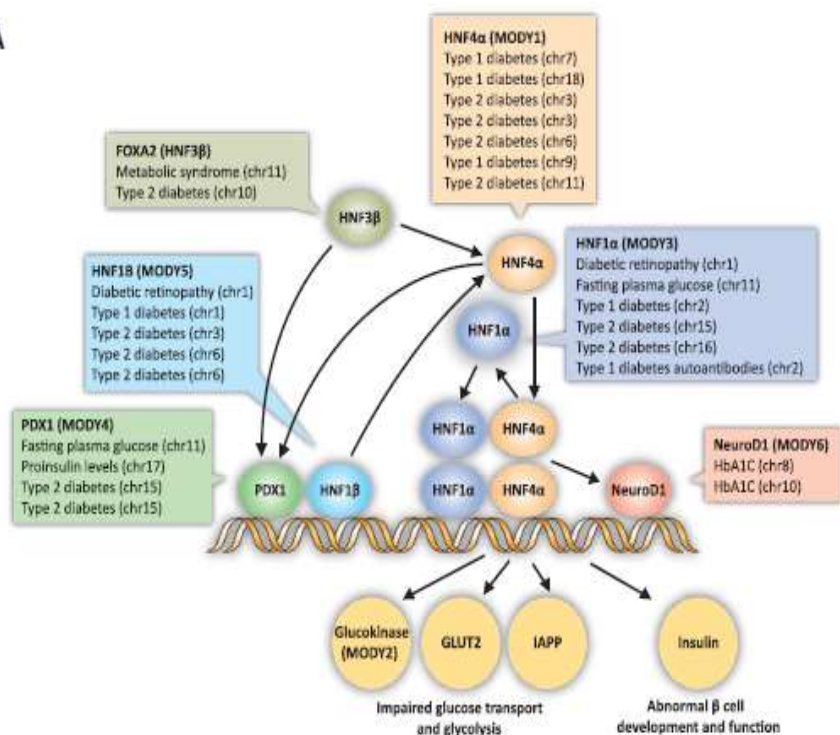 A
HNF4α (MODY1)
Type 1 diabetes (chr7)
Type 1 diabetes (chr18)
Type 2 diabetes (chr3)
Type 2 diabetes (chr3)
Type 2 diabetes (chr6)
Type 1 diabetes (chr9)
Type 2 diabetes (chr11)
FOXA2 (HNF3β)
Metabolic syndrome (chr11)
Type 2 diabetes (chr10)
HNF3β
HNF4α
HNF1α
HNF1B (MODY5)
Diabetic retinopathy (chr1)
Type 1 diabetes (chr1)
Type 2 diabetes (chr3)
Type 2 diabetes (chr6)
Type 2 diabetes (chr6)
HNF1α (MODY3)
Diabetic retinopathy (chr1)
Fasting plasma glucose (chr11)
Type 1 diabetes (chr2)
Type 2 diabetes (chr15)
Type 2 diabetes (chr16)
Type 1 diabetes autoantibodies (chr2)
PDX1 (MODY4)
Fasting plasma glucose (chr11)
Proinsulin levels (chr17)
Type 2 diabetes (chr15)
Type 2 diabetes (chr15)
HNF1α
HNF4α
PDX1
HNF1β
HNF1α
HNF4α
NeuroD1
NeuroD1 (MODY6)
HbA1C (chr8)
HbA1C (chr10)
Glucokinase
(MODY2)
GLUT2
IAPP
Insulin
Impaired glucose transport
and glycolysis
Abnormal β cell
development and function